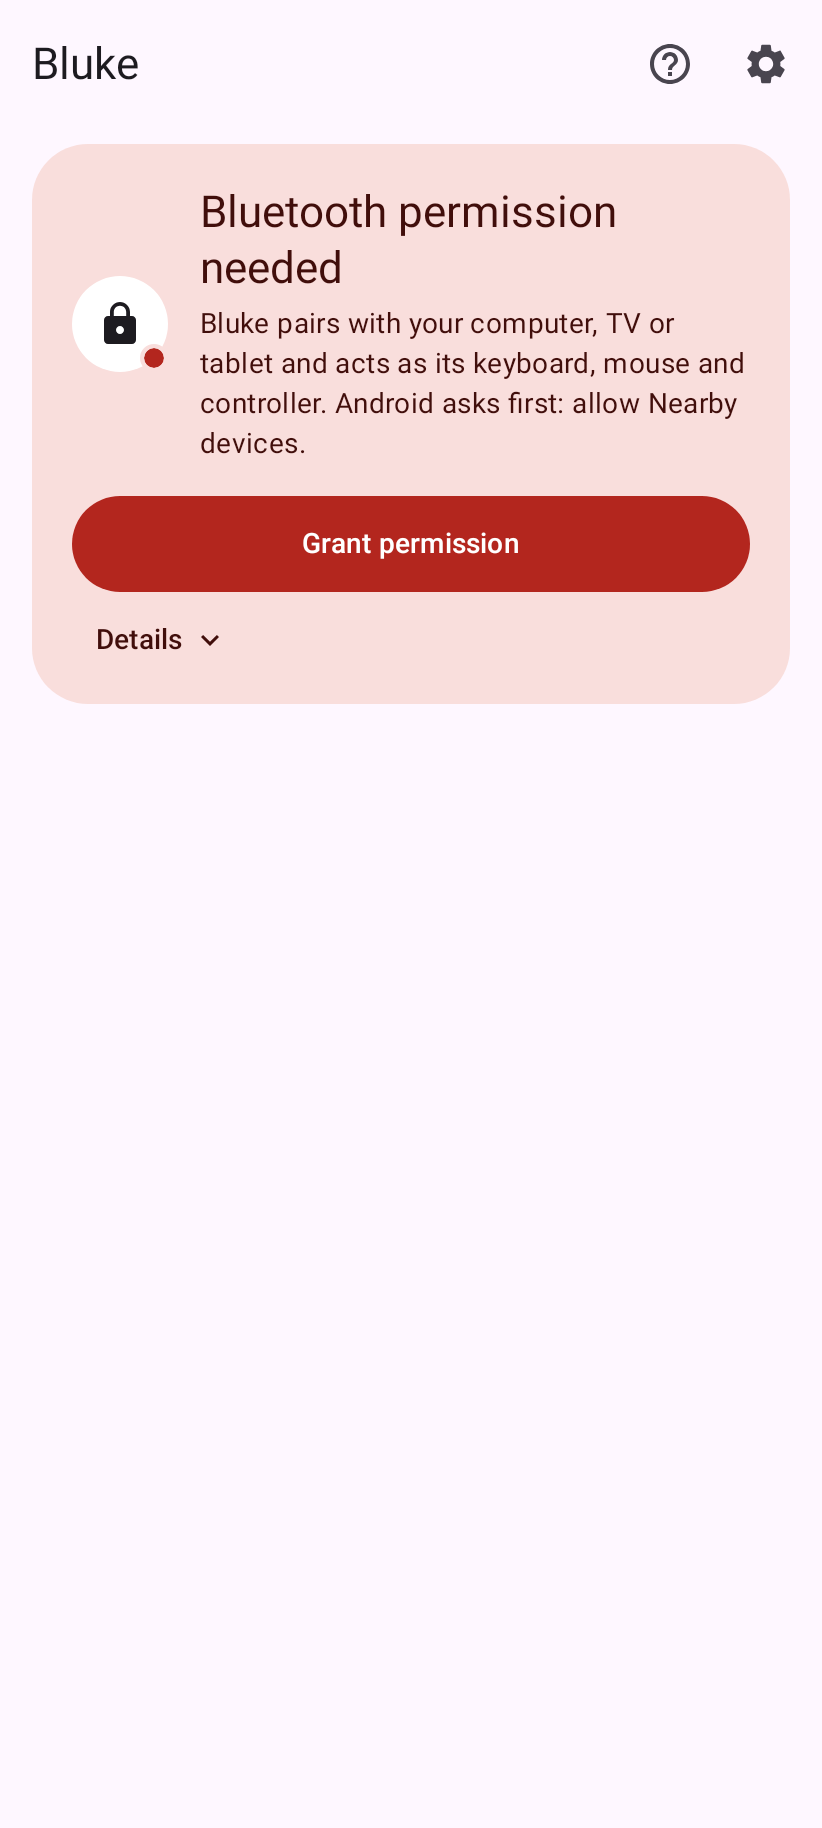 Bluke
Bluetooth permission
needed
Bluke pairs with your computer, TV or
tablet and acts as its keyboard, mouse and
controller. Android asks first: allow Nearby
devices.
Grant permission
Details